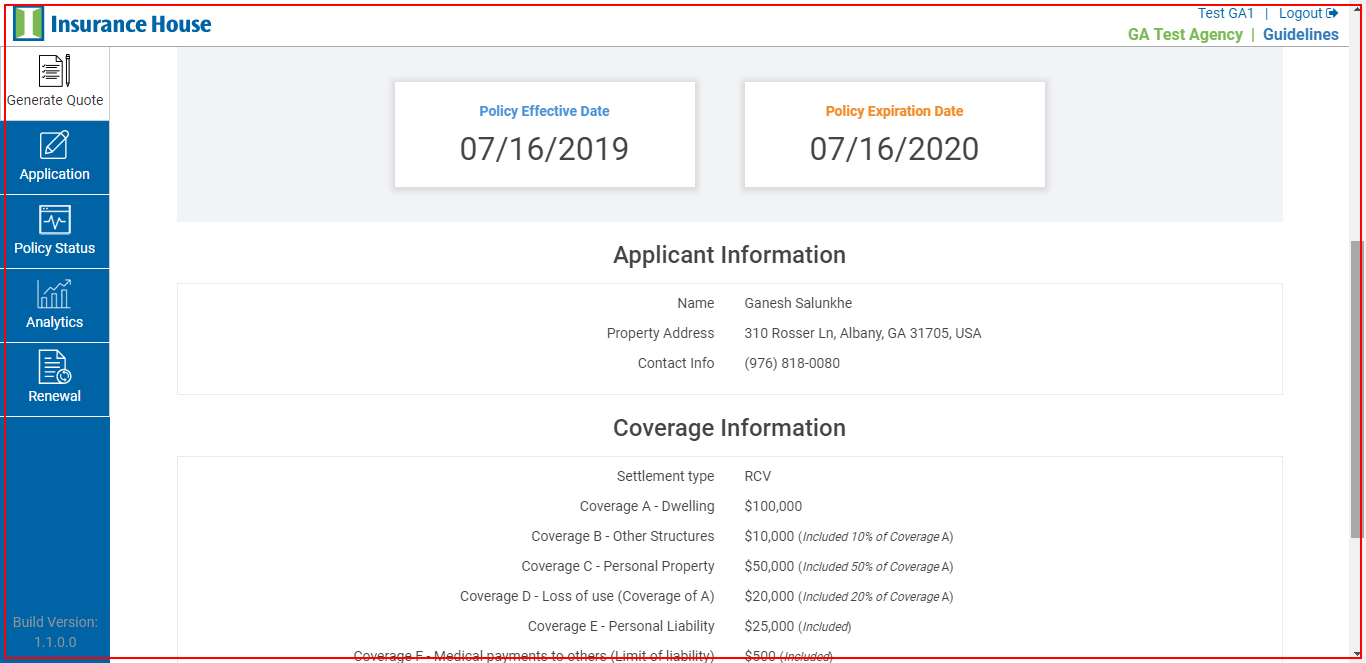 Insurance House
Test GA1 | Logout
GA Test Agency | Guidelines
Generate Quote
Application
Policy Status
Analytics
Renewal
Build Version:
1.1.0.0
Policy Effective Date
07/16/2019
Policy Expiration Date
07/16/2020
Applicant Information
Name Ganesh Salunkhe
Property Address 310 Rosser Ln, Albany, GA 31705, USA
Contact Info (976) 818-0080
Coverage Information
Settlement type RCV
Coverage A - Dwelling $100,000
Coverage B - Other Structures $10,000 (Included 10% of Coverage A)
Coverage C - Personal Property $50,000 (Included 50% of Coverage A)
Coverage D - Loss of use (Coverage of A) $20,000 (Included 20% of Coverage A)
Coverage E - Personal Liability $25,000 (Included)
Coverage F - Medical payments to others (Limit of liability) $500 (Included)